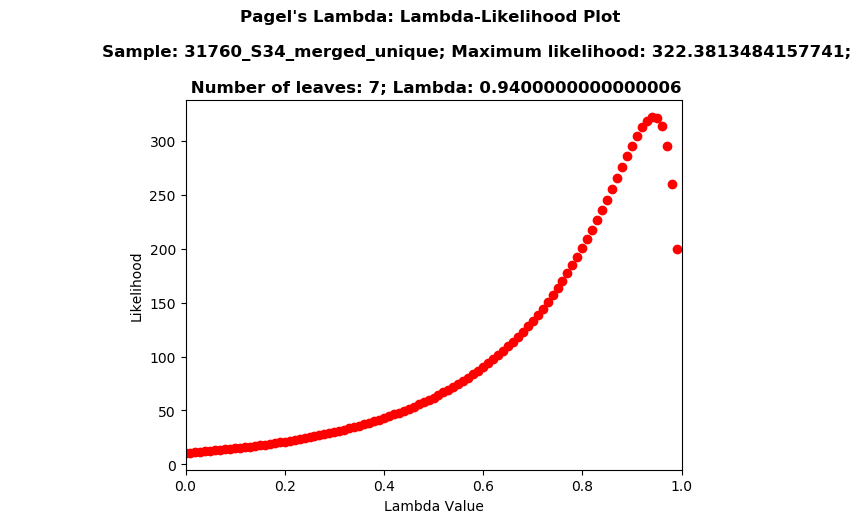 Pagel's Lambda: Lambda-Likelihood Plot
Sample: 31760_S34_merged_unique; Maximum likelihood: 322.3813484157741;
Number of leaves: 7; Lambda: 0.9400000000000006
300
250
200
150
100
50
0
Likelihood
0.0 0.2 0.4 0.6 0.8 1.0
Lambda Value